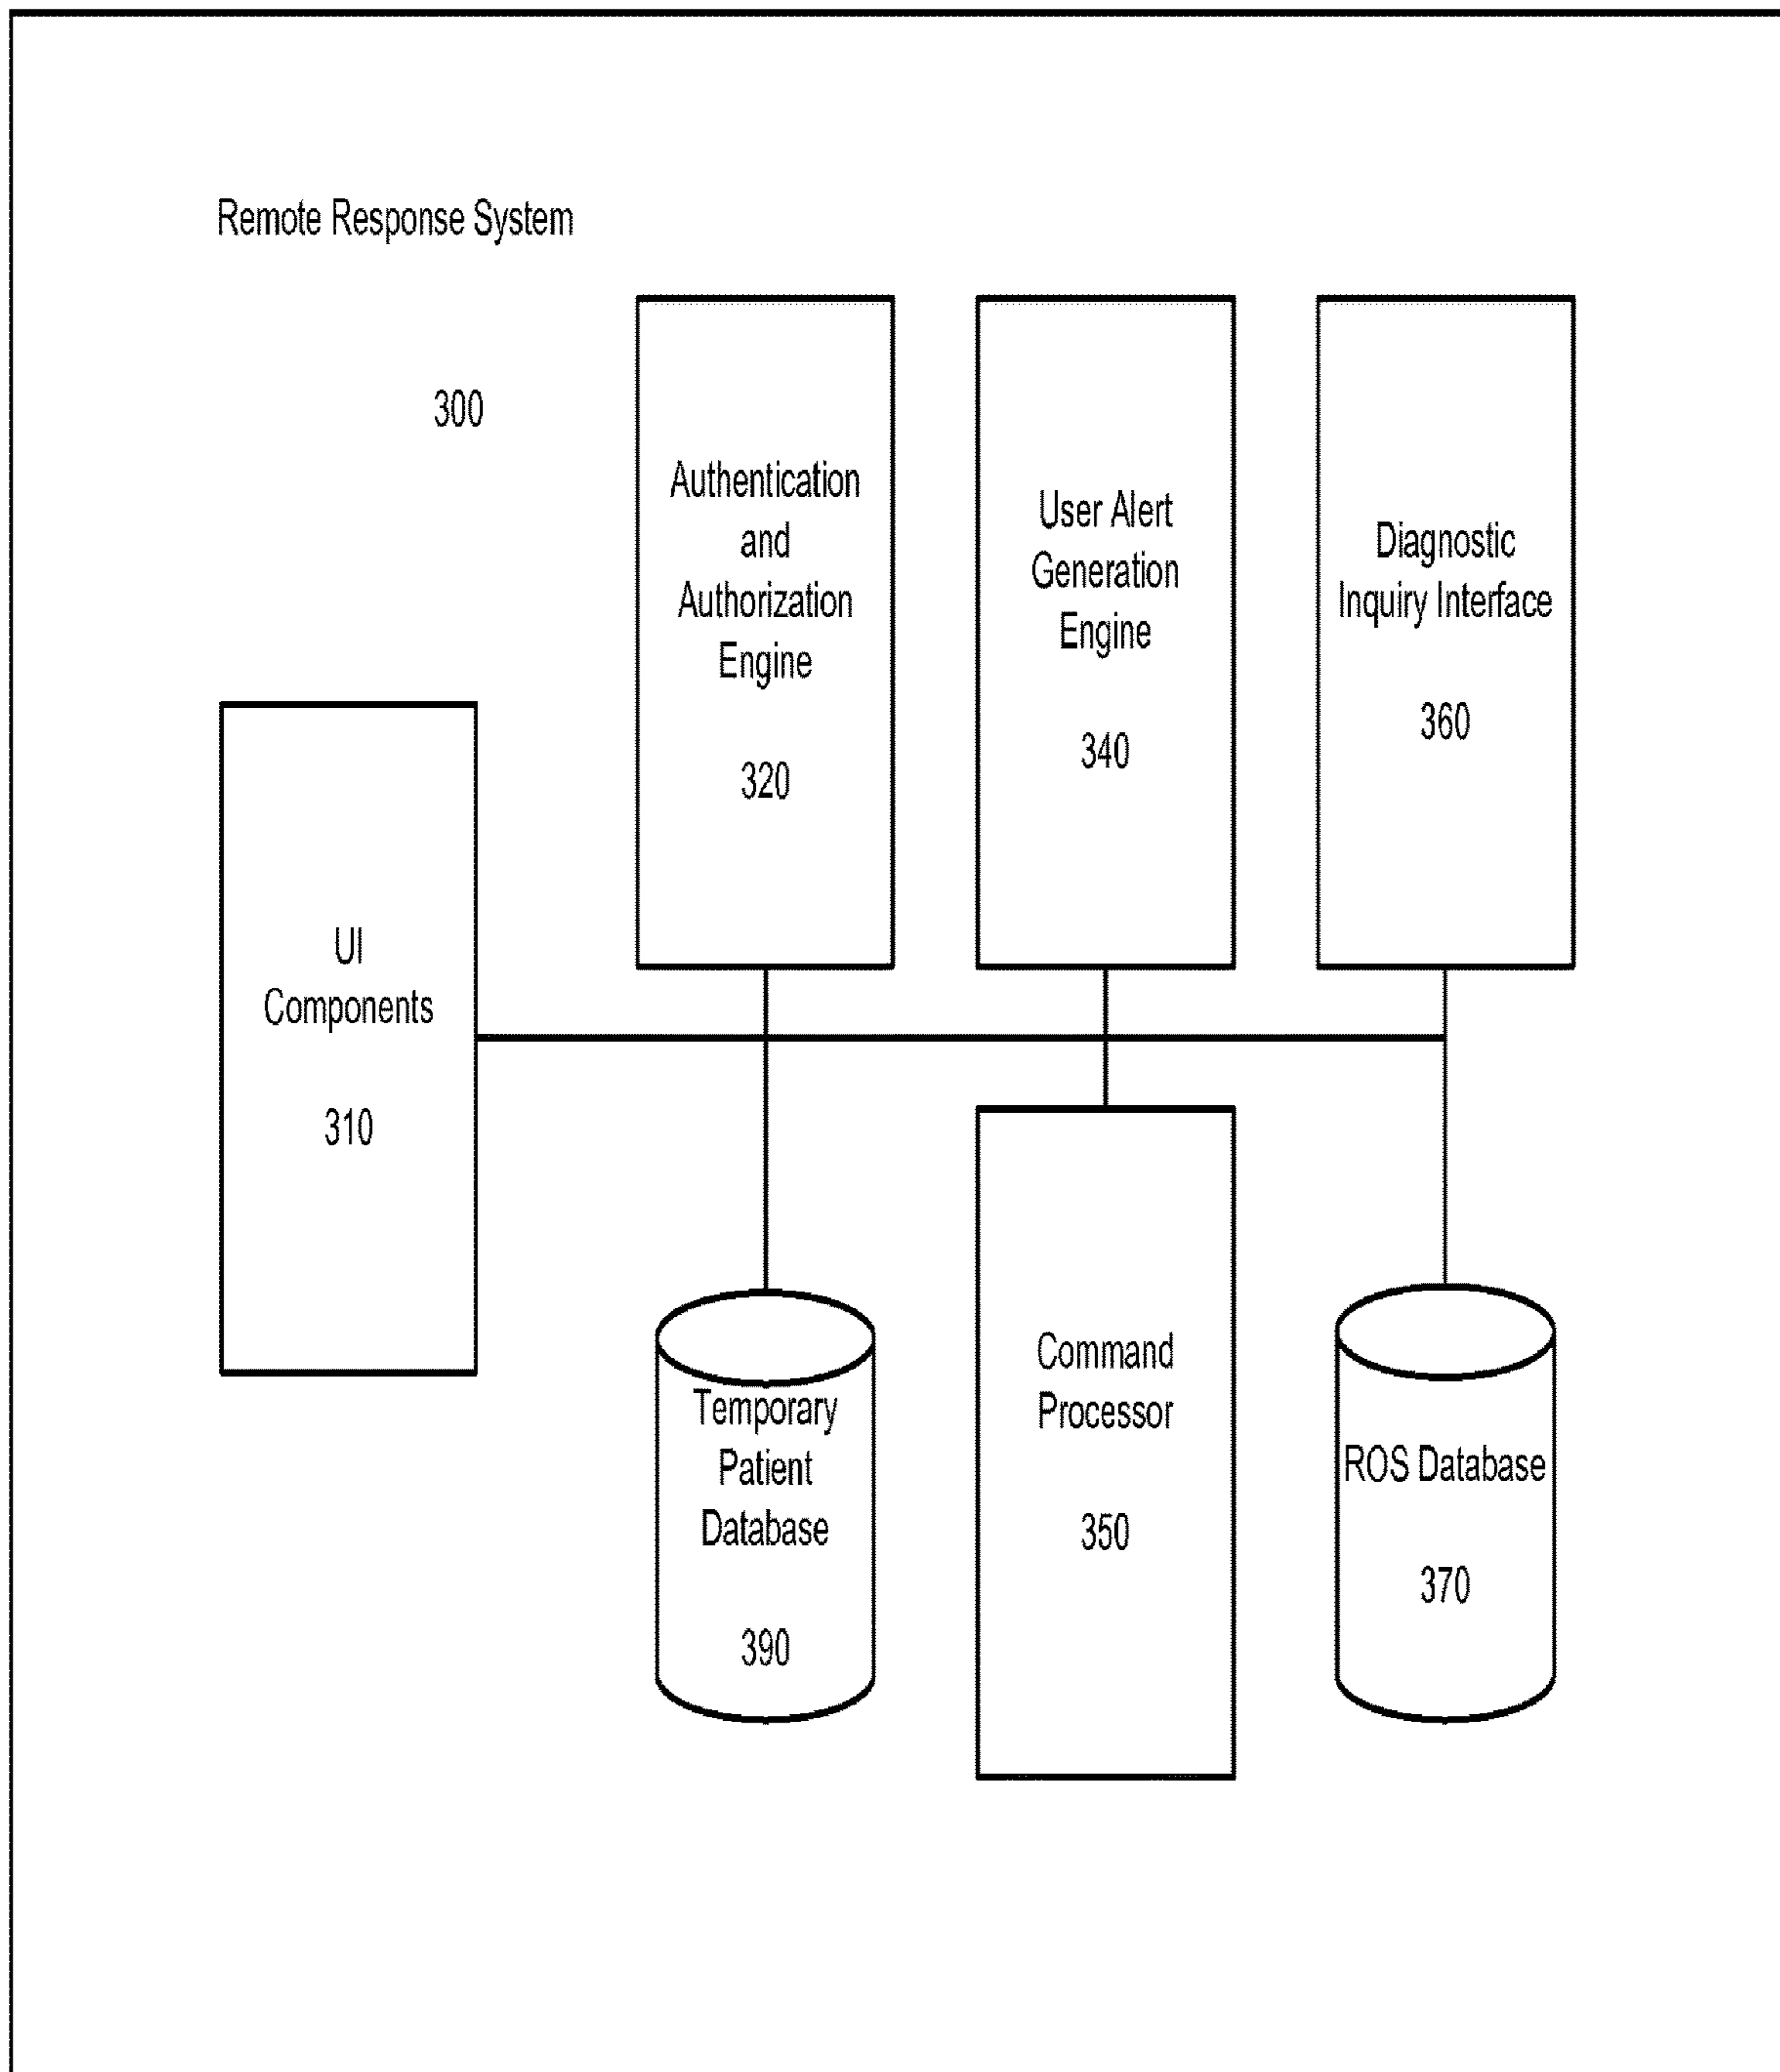 Remote Response System
300
Authentication
and
Authorization
Engine
320
User Alert
Generation
Engine
340
Diagnostic
Inquiry Interface
360
UI
Components
310
Temporary
Patient
Database
390
Command
Processor
350
ROS Database
370